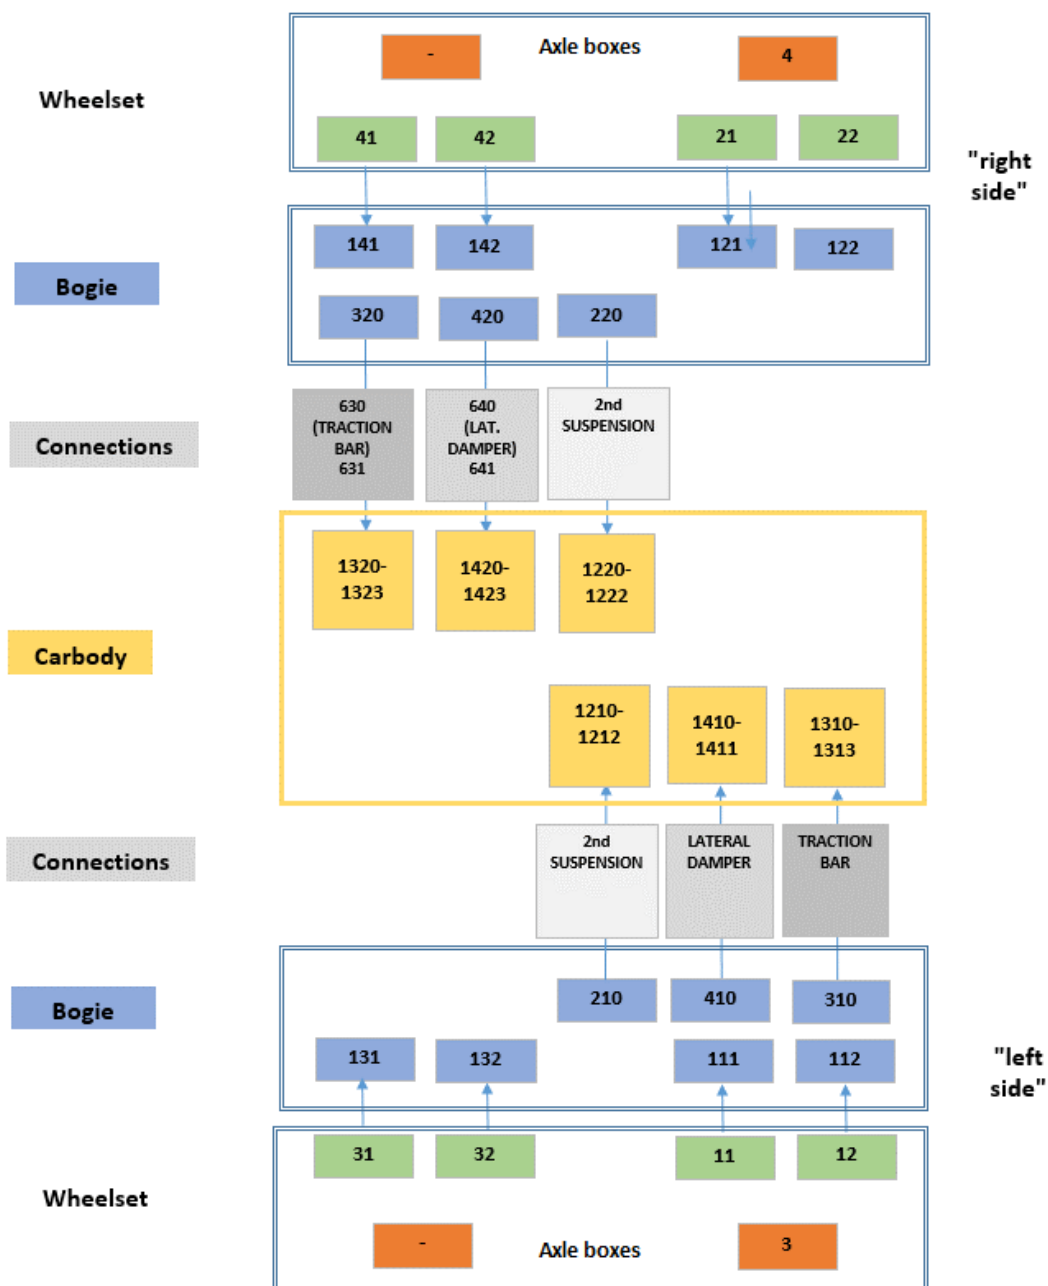 - Axle boxes 4
Wheelset
41 42 21 22
"right
side"
141 142 121 122
Bogie
320 420 220
630
(TRACTION
BAR)
631
640
(LAT.
DAMPER)
641
2nd
SUSPENSION
Connections
1320-
1323
1420-
1423
1220-
1222
Carbody
1210-
1212
1410-
1411
1310-
1313
Connections
2nd
SUSPENSION
LATERAL
DAMPER
TRACTION
BAR
Bogie
210 410 310
131 132 111 112
"left
side"
31 32 11 12
Wheelset
- Axle boxes 3